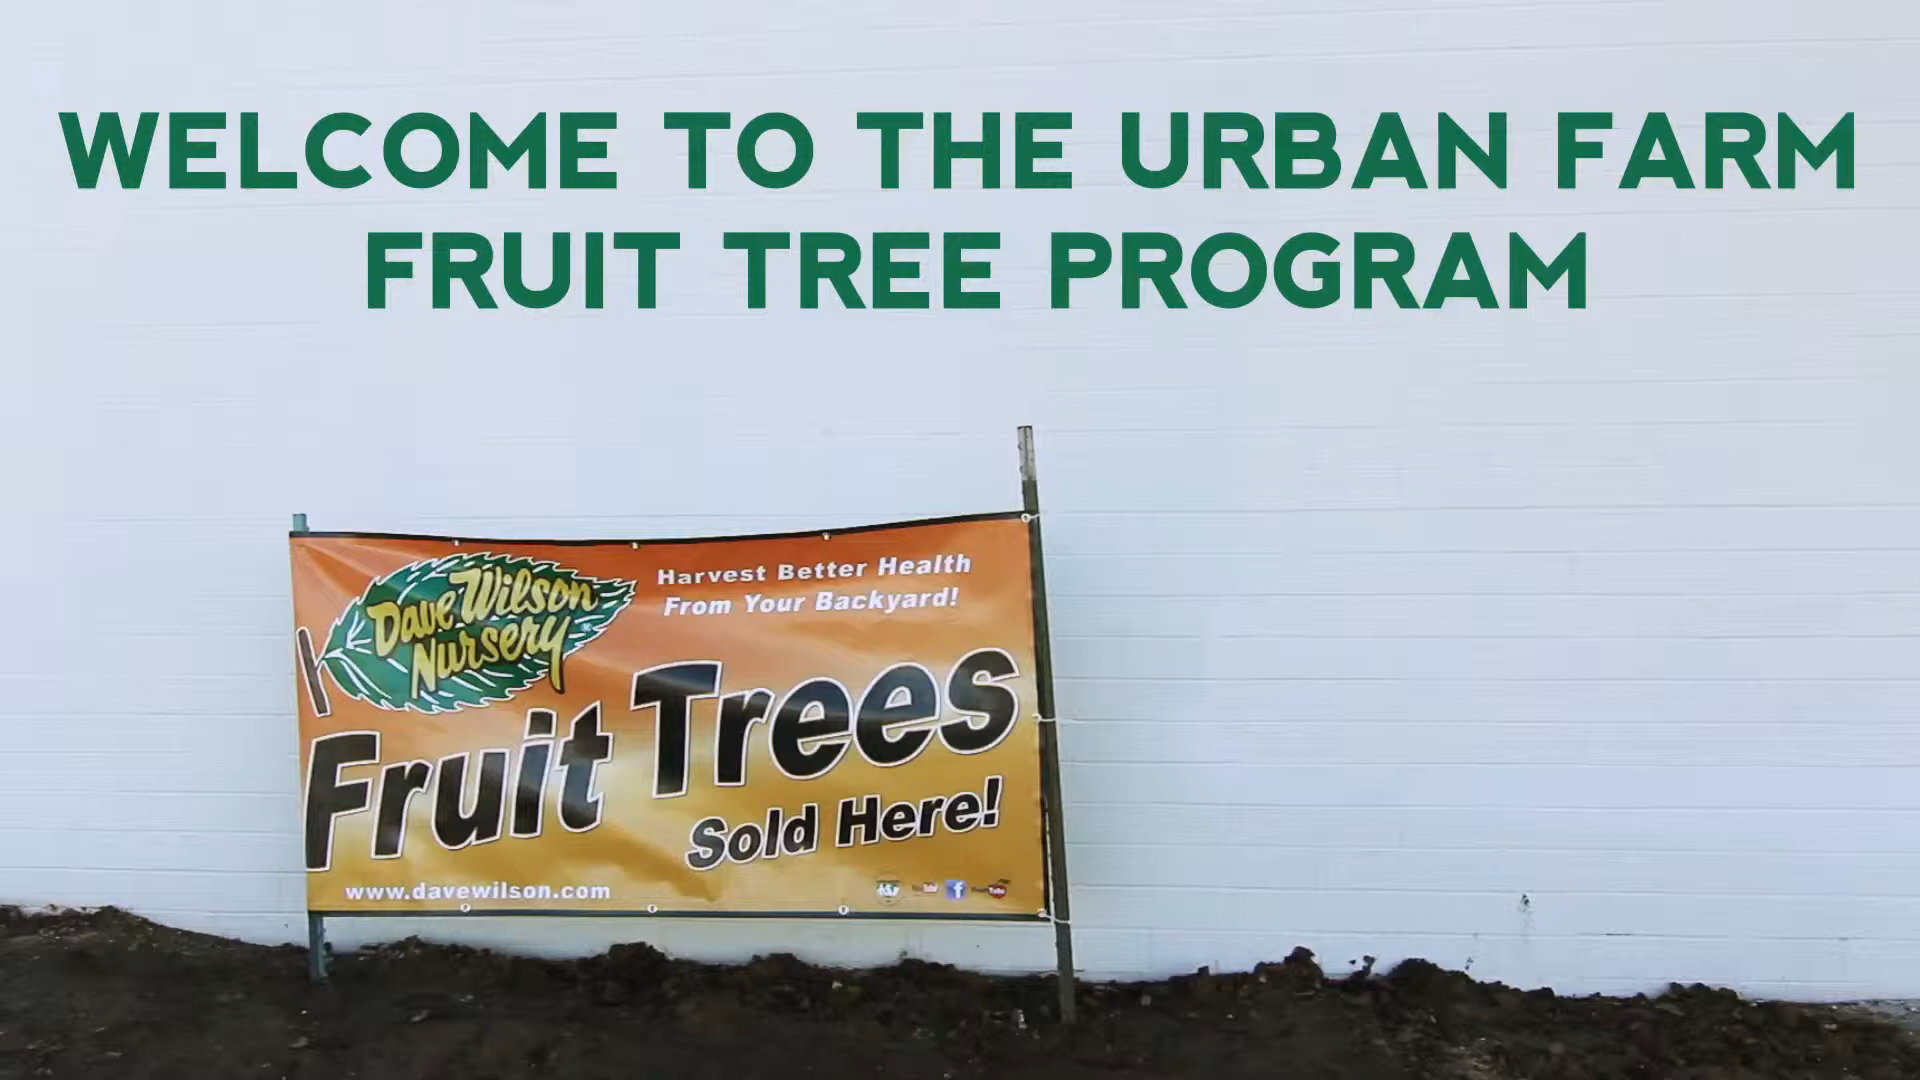 WELCOME TO THE URBAN FARM
FRUIT TREE PROGRAM
Dave Wilson
Nursery
Harvest Better Health
From Your Backyard!
Fruit Trees
Sold Here!
www.davewilson.com